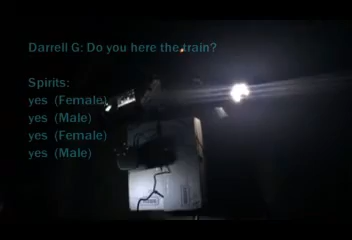 Darrell G: Do you here the train?
Spirits:
yes (Female)
yes (Male)
yes (Female)
yes (Male)